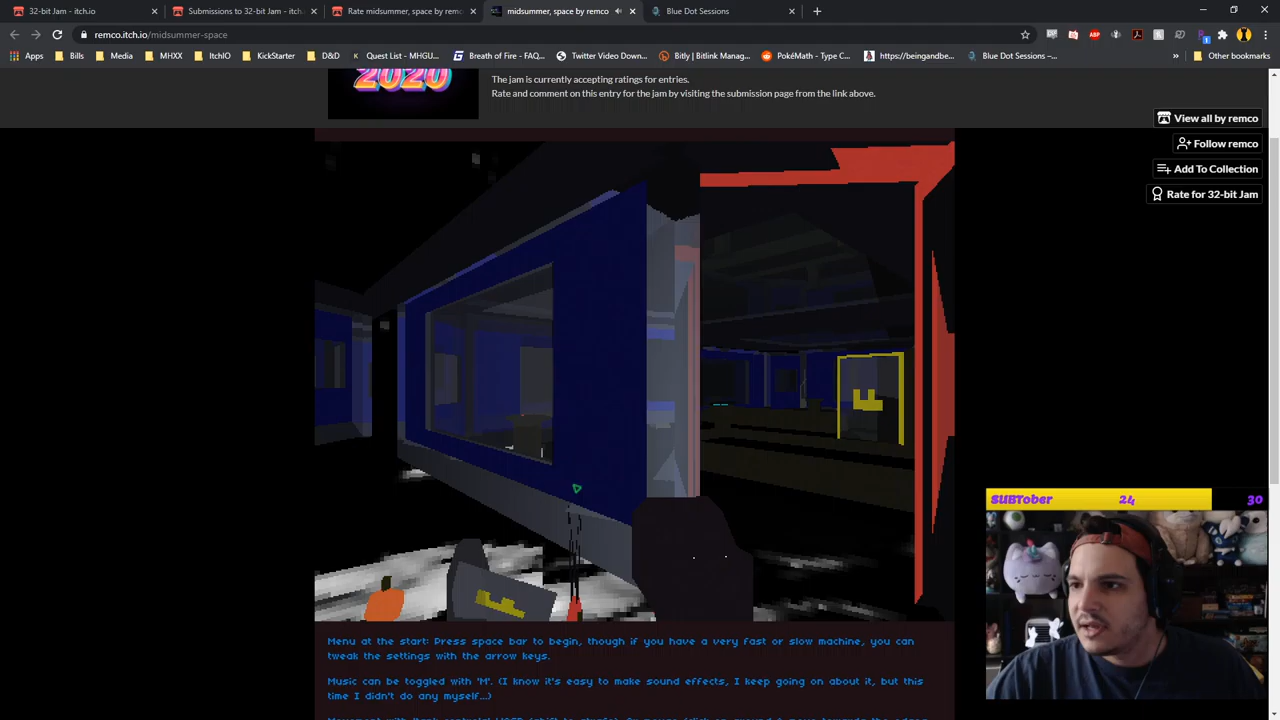 32-bit Jam - itch.io
Submissions to 32-bit Jam - itch.i
Rate midsummer, space by remco
midsummer, space by remco
Blue Dot Sessions
remco.itch.io/midsummer-space
Apps
Bills
Media
MHXX
ItchIO
KickStarter
D&D
Quest List - MHGU...
Breath of Fire - FAQ...
Twitter Video Down...
Bitly | Bitlink Manag...
PokéMath - Type C...
https://beingandbe...
Blue Dot Sessions –...
Other bookmarks
2020
The jam is currently accepting ratings for entries.
Rate and comment on this entry for the jam by visiting the submission page from the link above.
View all by remco
Follow remco
Add To Collection
Rate for 32-bit Jam
SUBTober 24 30
Menu at the start: Press space bar to begin, though if you have a very fast or slow machine, you can
tweak the settings with the arrow keys.
Music can be toggled with 'M'. (I know it's easy to make sound effects, I keep going on about it, but this
time I didn't do any myself...)